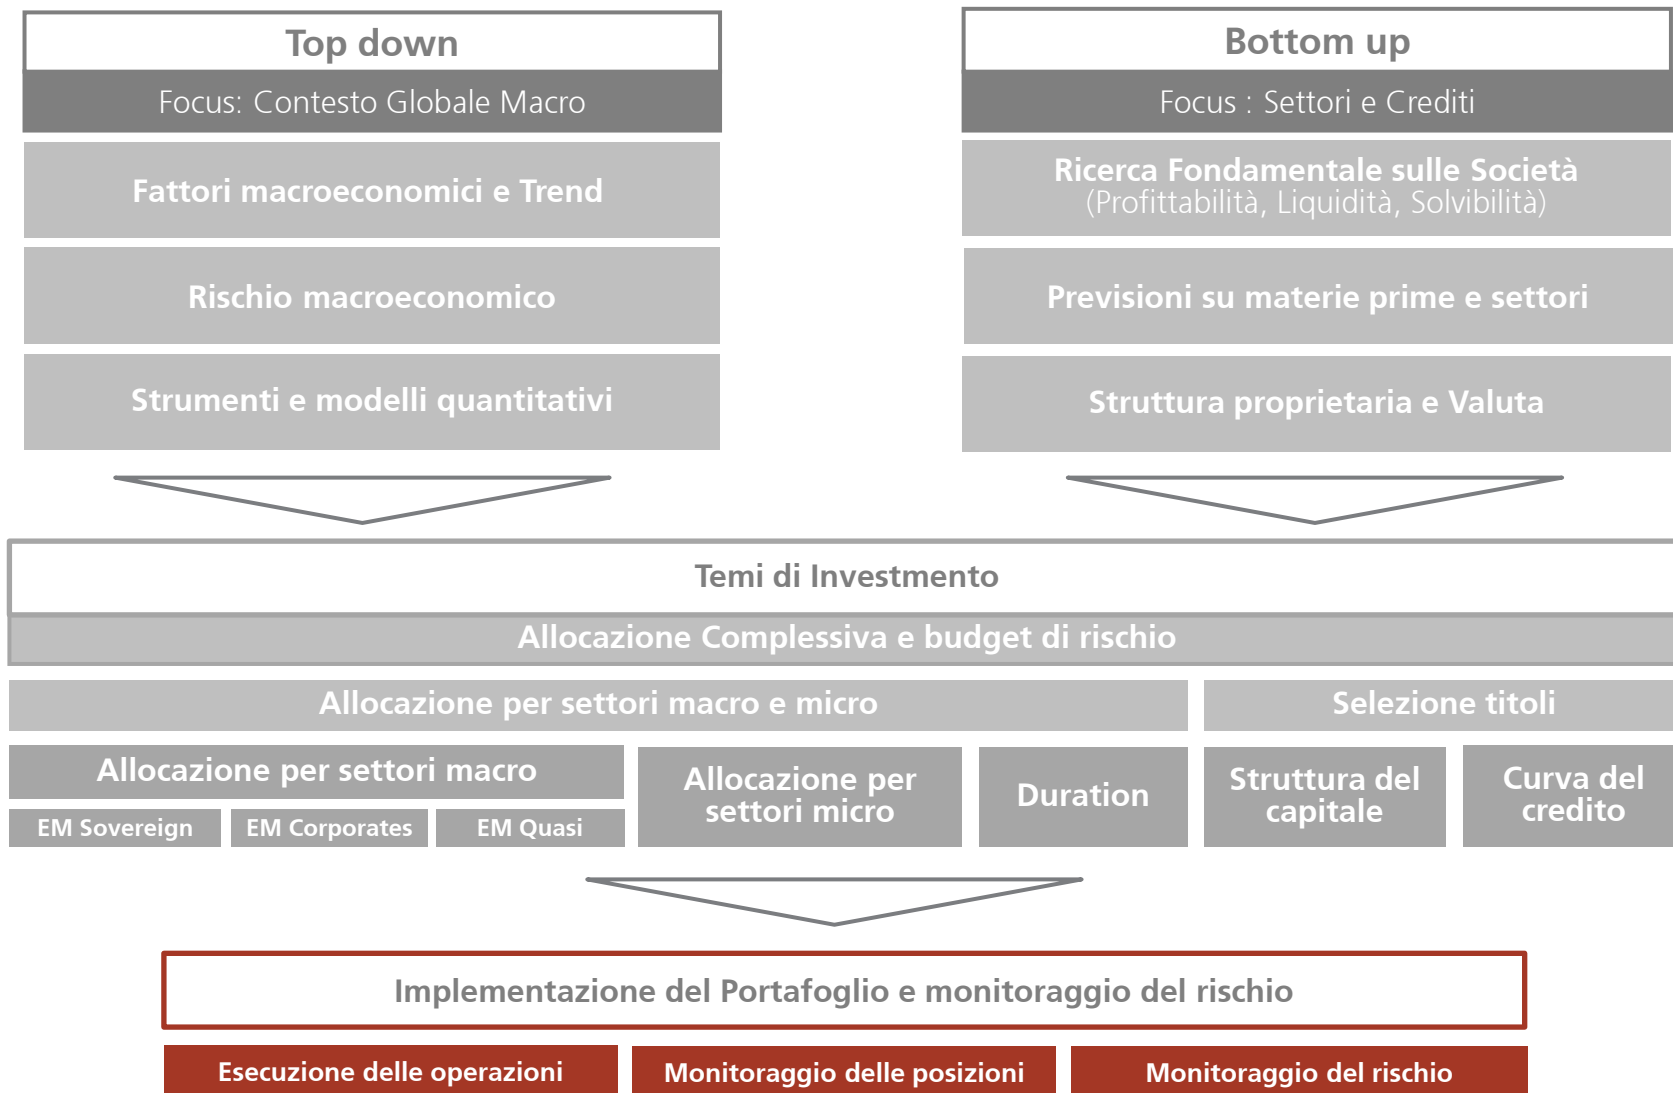 Top down
Focus: Contesto Globale Macro
Fattori macroeconomici e Trend
Rischio macroeconomico
Strumenti e modelli quantitativi
Bottom up
Focus : Settori e Crediti
Ricerca Fondamentale sulle Società
(Profittabilità, Liquidità, Solvibilità)
Previsioni su materie prime e settori
Struttura proprietaria e Valuta
Temi di Investmento
Allocazione Complessiva e budget di rischio
Allocazione per settori macro e micro
Selezione titoli
Allocazione per settori macro
EM Sovereign
EM Corporates
EM Quasi
Allocazione per
settori micro
Duration
Struttura del
capitale
Curva del
credito
Implementazione del Portafoglio e monitoraggio del rischio
Esecuzione delle operazioni
Monitoraggio delle posizioni
Monitoraggio del rischio